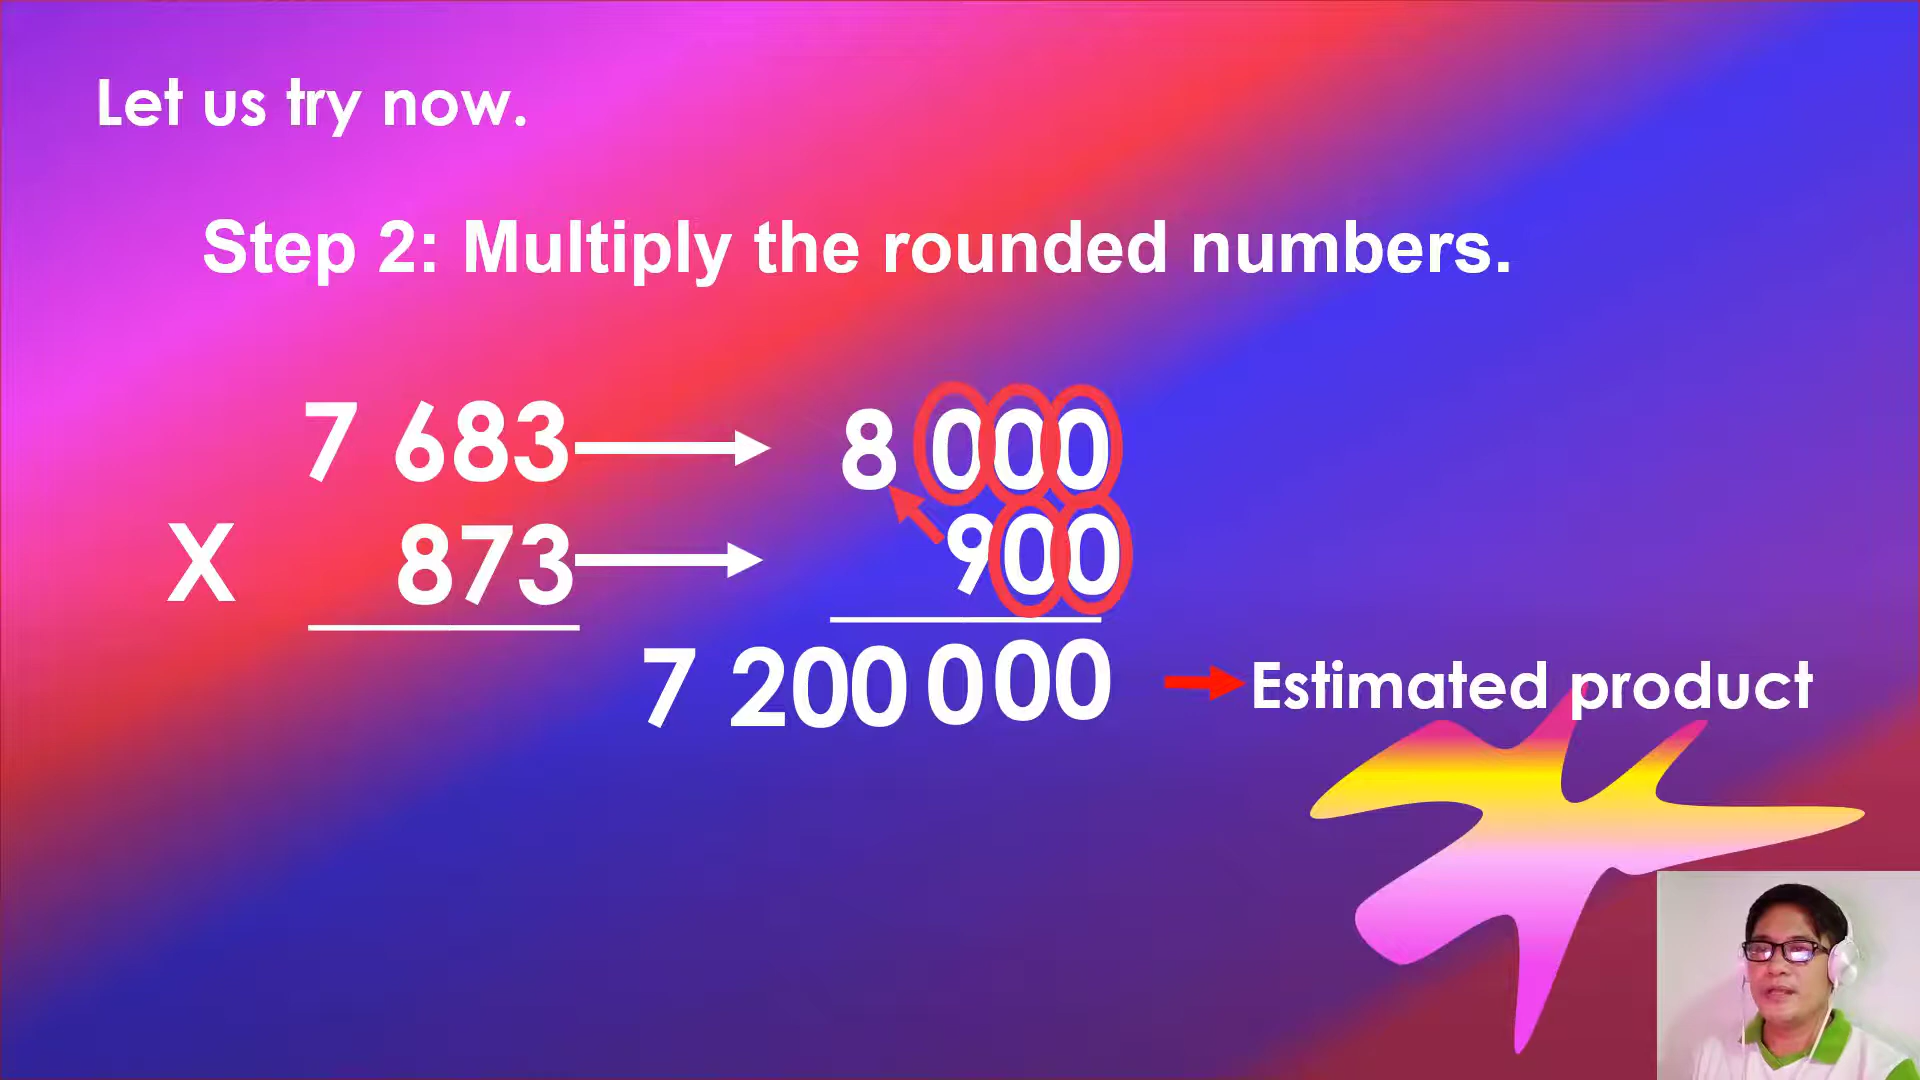 Let us try now.
Step 2: Multiply the rounded numbers.
7 683 8 000
X 873 900
7 200 000 Estimated product